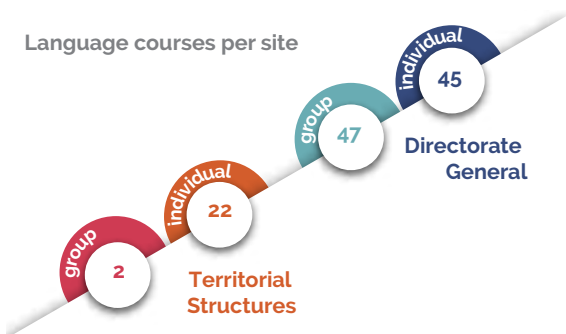 Language courses per site
individual
45
group
47
Directorate
General
individual
22
group
2
Territorial
Structures